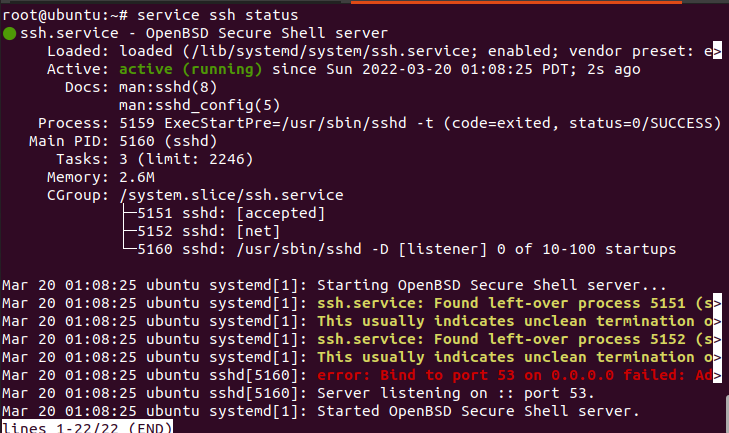 root@ubuntu:~# service ssh status
● ssh.service - OpenBSD Secure Shell server
     Loaded: loaded (/lib/systemd/system/ssh.service; enabled; vendor preset: e>
     Active: active (running) since Sun 2022-03-20 01:08:25 PDT; 2s ago
       Docs: man:sshd(8)
             man:sshd_config(5)
    Process: 5159 ExecStartPre=/usr/sbin/sshd -t (code=exited, status=0/SUCCESS)
   Main PID: 5160 (sshd)
      Tasks: 3 (limit: 2246)
     Memory: 2.6M
     CGroup: /system.slice/ssh.service
             ├─5151 sshd: [accepted]
             ├─5152 sshd: [net]
             └─5160 sshd: /usr/sbin/sshd -D [listener] 0 of 10-100 startups
Mar 20 01:08:25 ubuntu systemd[1]: Starting OpenBSD Secure Shell server...
Mar 20 01:08:25 ubuntu systemd[1]: ssh.service: Found left-over process 5151 (s>
Mar 20 01:08:25 ubuntu systemd[1]: This usually indicates unclean termination o>
Mar 20 01:08:25 ubuntu systemd[1]: ssh.service: Found left-over process 5152 (s>
Mar 20 01:08:25 ubuntu systemd[1]: This usually indicates unclean termination o>
Mar 20 01:08:25 ubuntu sshd[5160]: error: Bind to port 53 on 0.0.0.0 failed: Ad>
Mar 20 01:08:25 ubuntu sshd[5160]: Server listening on :: port 53.
Mar 20 01:08:25 ubuntu systemd[1]: Started OpenBSD Secure Shell server.
lines 1-22/22 (END)